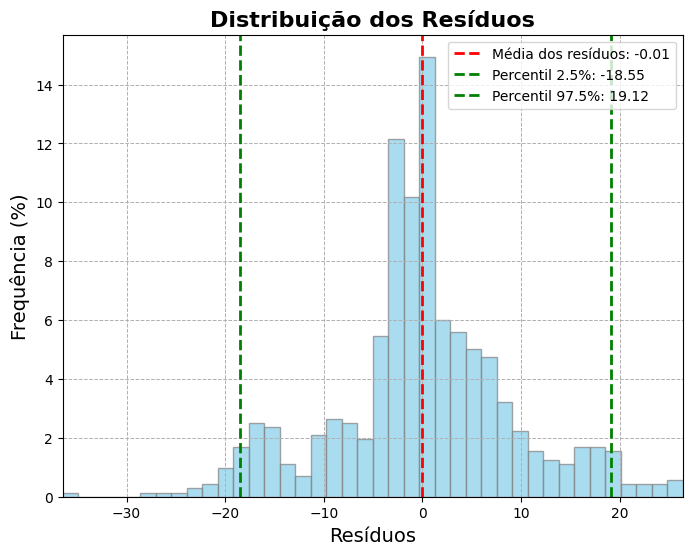 Distribuição dos Resíduos
Média dos resíduos: -0.01
Percentil 2.5%: -18.55
Percentil 97.5%: 19.12
Frequência (%)
14
12
10
8
6
4
2
0
−30
−20
−10
0
10
20
Resíduos